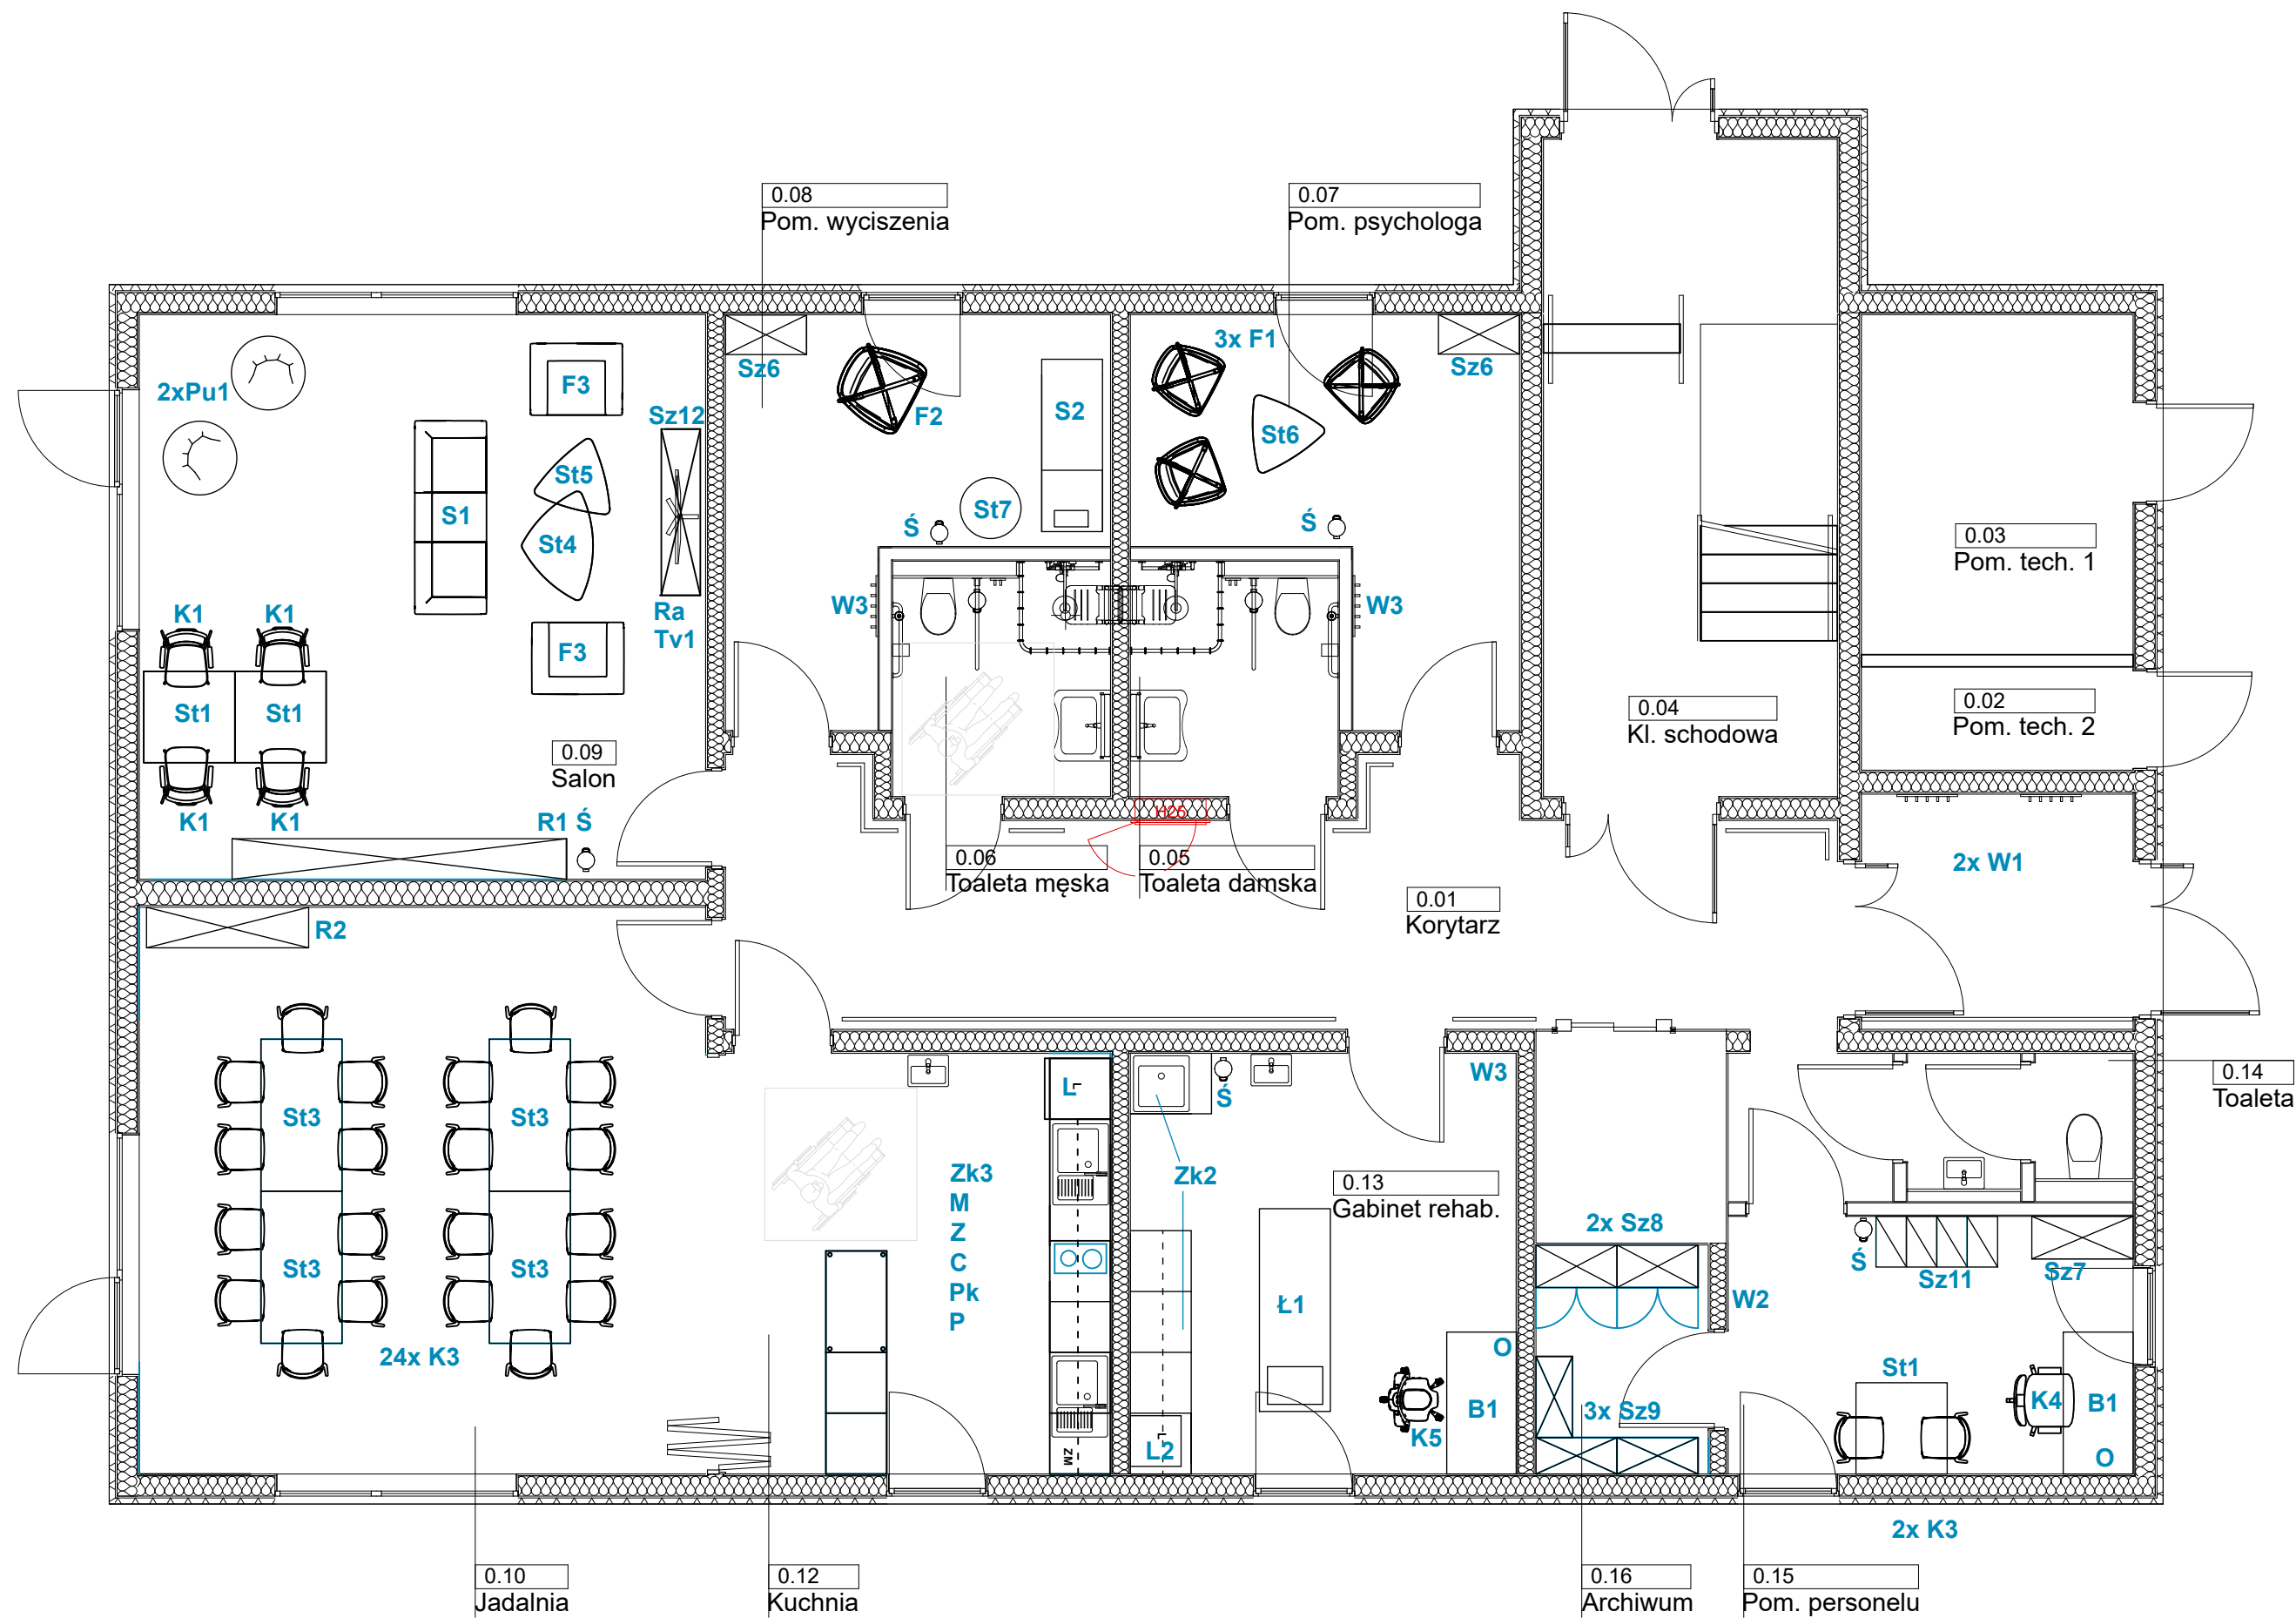 0.08
Pom. wyciszenia
0.07
Pom. psychologa
2xPu1
F3
Sz12
S1
St5
St4
Ra
Tv1
F3
K1
K1
St1
St1
K1
K1
0.09
Salon
R1 Ś
Sz6
F2
S2
St7
Ś
W3
3x F1
Sz6
St6
Ś
W3
0.03
Pom. tech. 1
0.02
Pom. tech. 2
0.04
Kl. schodowa
H25
0.06
Toaleta męska
0.05
Toaleta damska
0.01
Korytarz
2x W1
R2
St3
St3
St3
St3
24x K3
L
L
Zk3
M
Z
C
Pk
P
ZM
Ś
Zk2
W3
0.13
Gabinet rehab.
Ł1
O
B1
K5
L2
L
2x Sz8
W2
3x Sz9
0.14
Toaleta
Ś
Sz11
Sz7
St1
K4
B1
O
2x K3
0.10
Jadalnia
0.12
Kuchnia
0.16
Archiwum
0.15
Pom. personelu